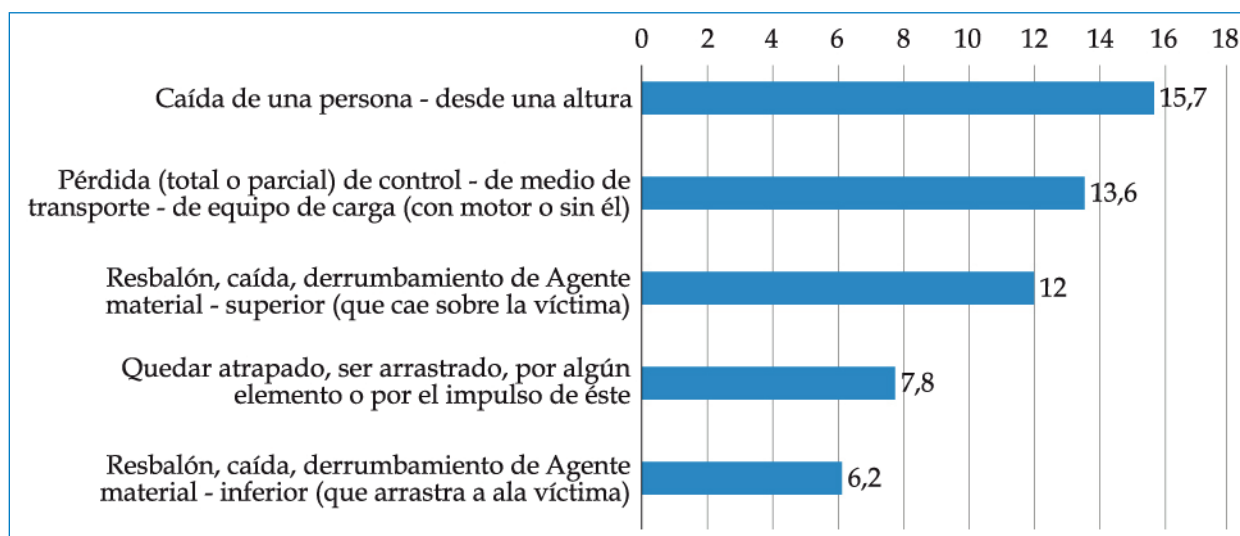 0 2 4 6 8 10 12 14 16 18
Caída de una persona - desde una altura
15,7
Pérdida (total o parcial) de control - de medio de
transporte - de equipo de carga (con motor o sin él)
13,6
Resbalón, caída, derrumbamiento de Agente
material - superior (que cae sobre la víctima)
12
Quedar atrapado, ser arrastrado, por algún
elemento o por el impulso de éste
7,8
Resbalón, caída, derrumbamiento de Agente
material - inferior (que arrastra a ala víctima)
6,2